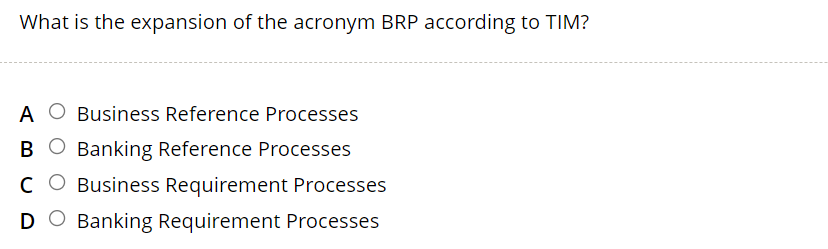 What is the expansion of the acronym BRP according to TIM?
A Business Reference Processes
B Banking Reference Processes
C Business Requirement Processes
D Banking Requirement Processes